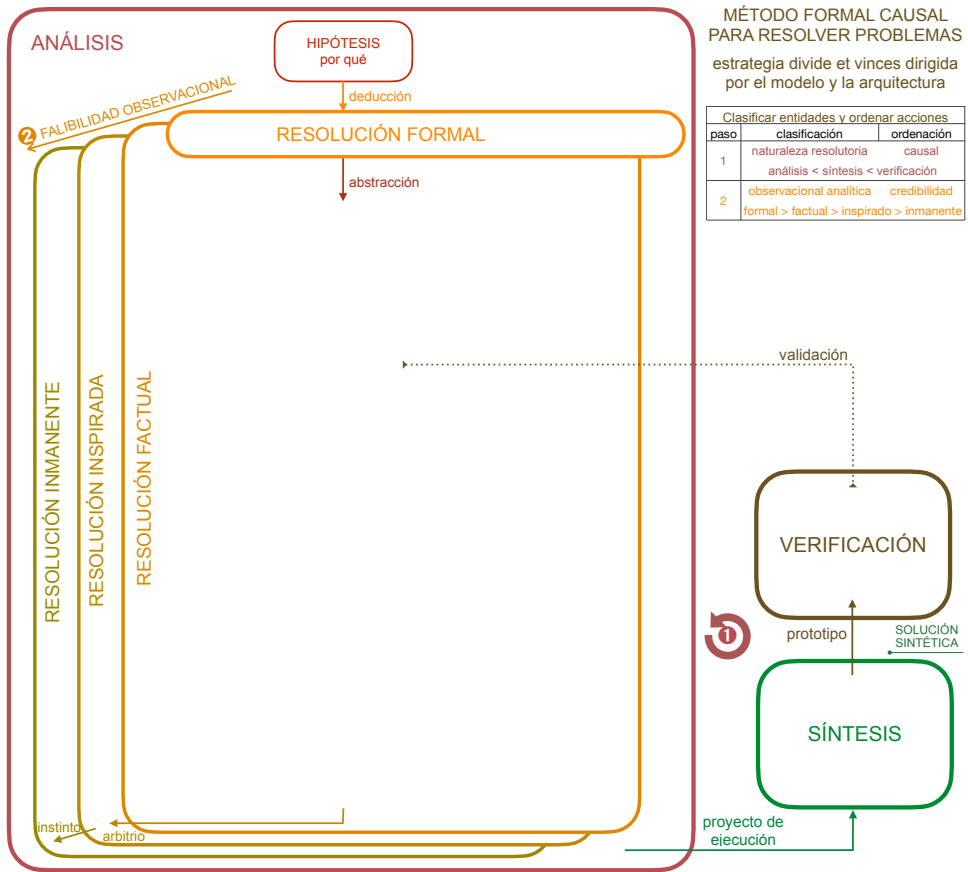 ANÁLISIS
HIPÓTESIS
por qué
MÉTODO FORMAL CAUSAL
PARA RESOLVER PROBLEMAS
estrategia divide et vinces dirigida
por el modelo y la arquitectura
deducción
2 FALIBILIDAD OBSERVACIONAL
RESOLUCIÓN FORMAL
abstracción
Clasificar entidades y ordenar acciones
paso clasificación ordenación
1 naturaleza resolutoria causal
análisis < síntesis < verificación
2 observacional analítica credibilidad
formal > factual > inspirado > inmanente
validación
RESOLUCIÓN INMANENTE
RESOLUCIÓN INSPIRADA
RESOLUCIÓN FACTUAL
VERIFICACIÓN
1
prototipo
SOLUCIÓN
SINTÉTICA
SÍNTESIS
instinto
arbitrio
proyecto de
ejecución